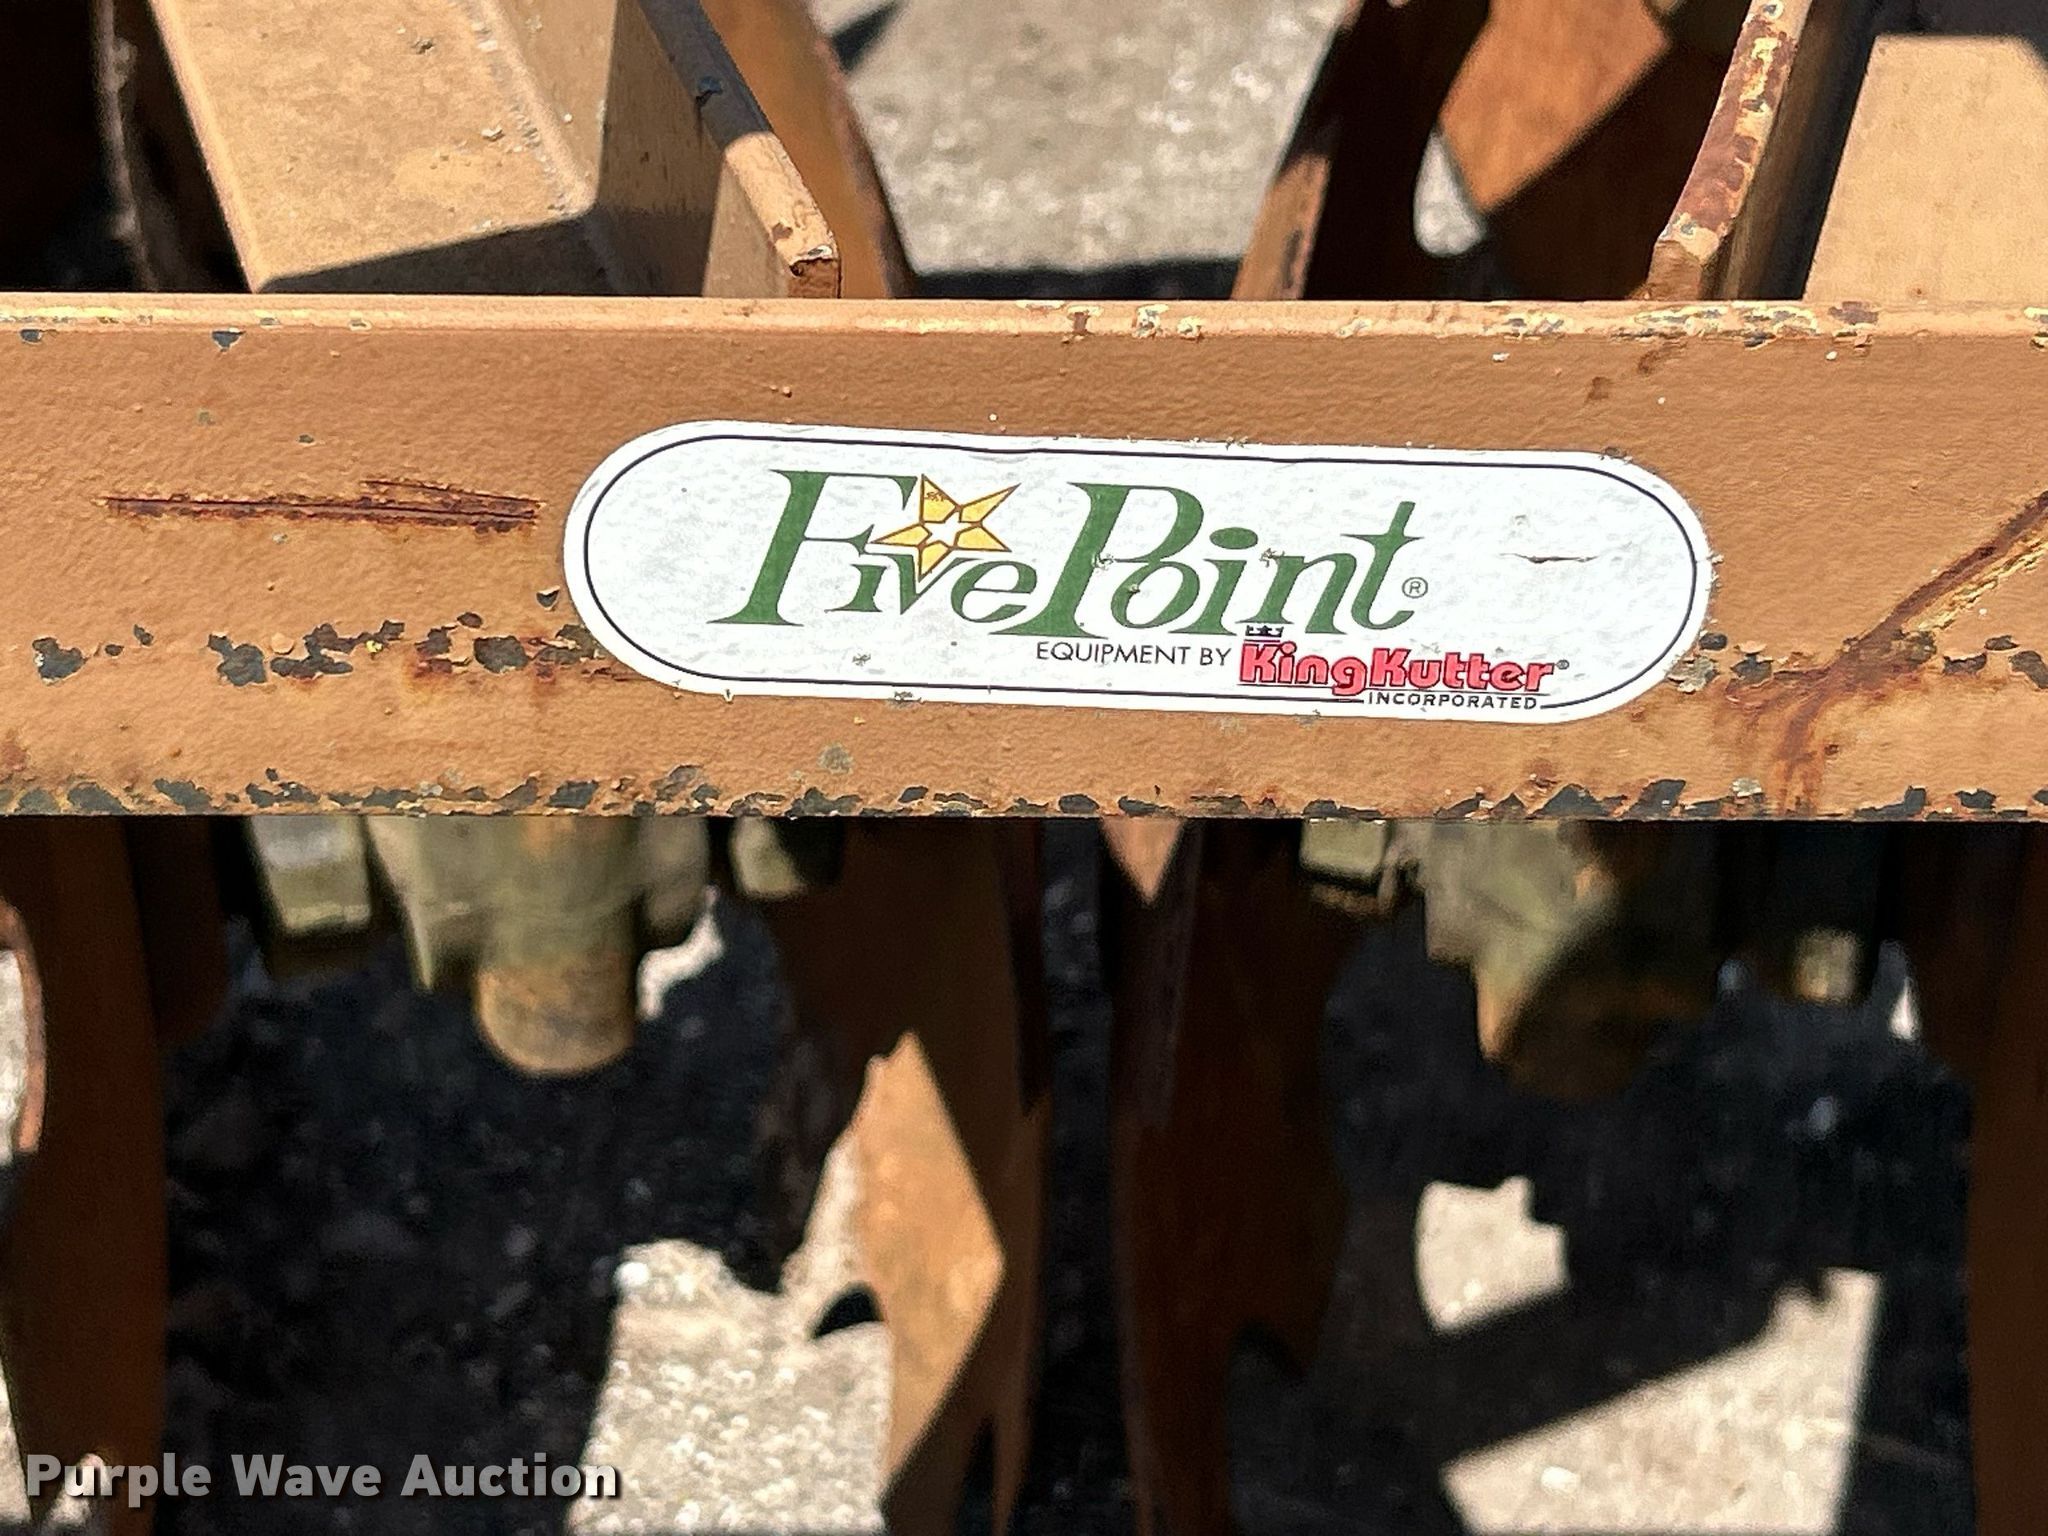 FivePoint®
EQUIPMENT BY KingKutter®
INCORPORATED
Purple Wave Auction